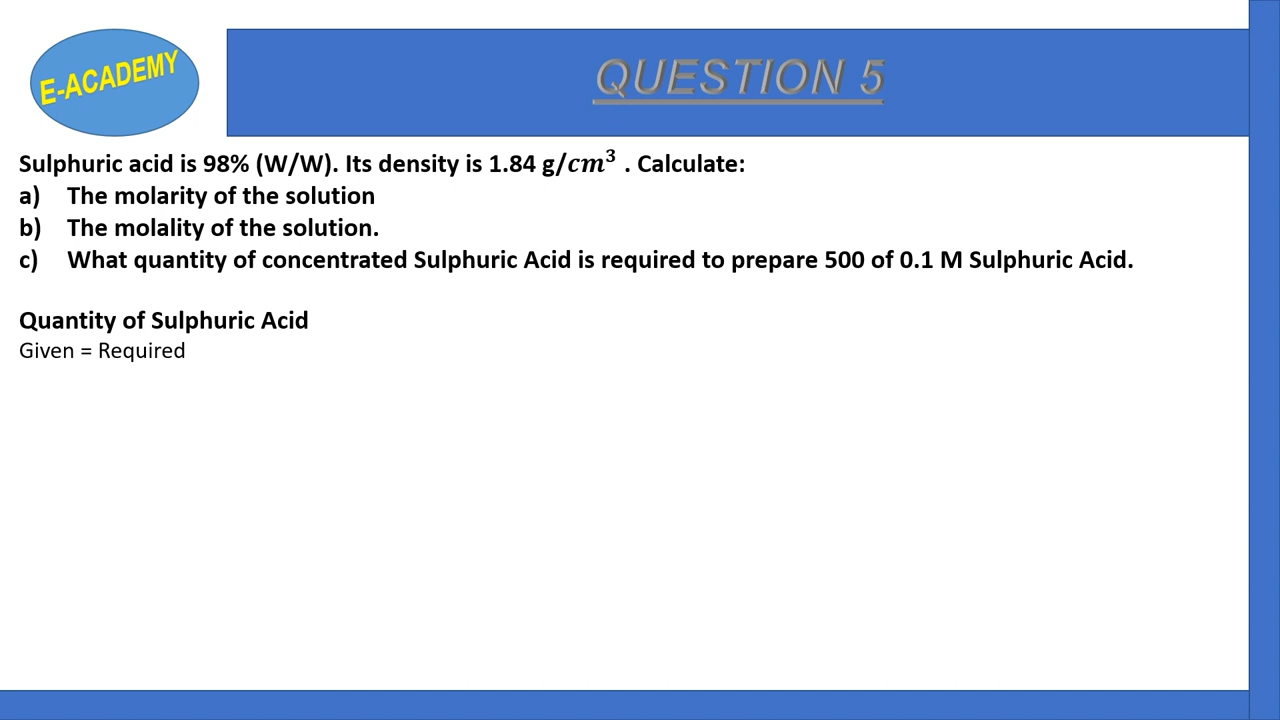 E-ACADEMY
QUESTION 5
Sulphuric acid is 98% (W/W). Its density is 1.84 g/cm³ . Calculate:
a) The molarity of the solution
b) The molality of the solution.
c) What quantity of concentrated Sulphuric Acid is required to prepare 500 of 0.1 M Sulphuric Acid.
Quantity of Sulphuric Acid
Given = Required